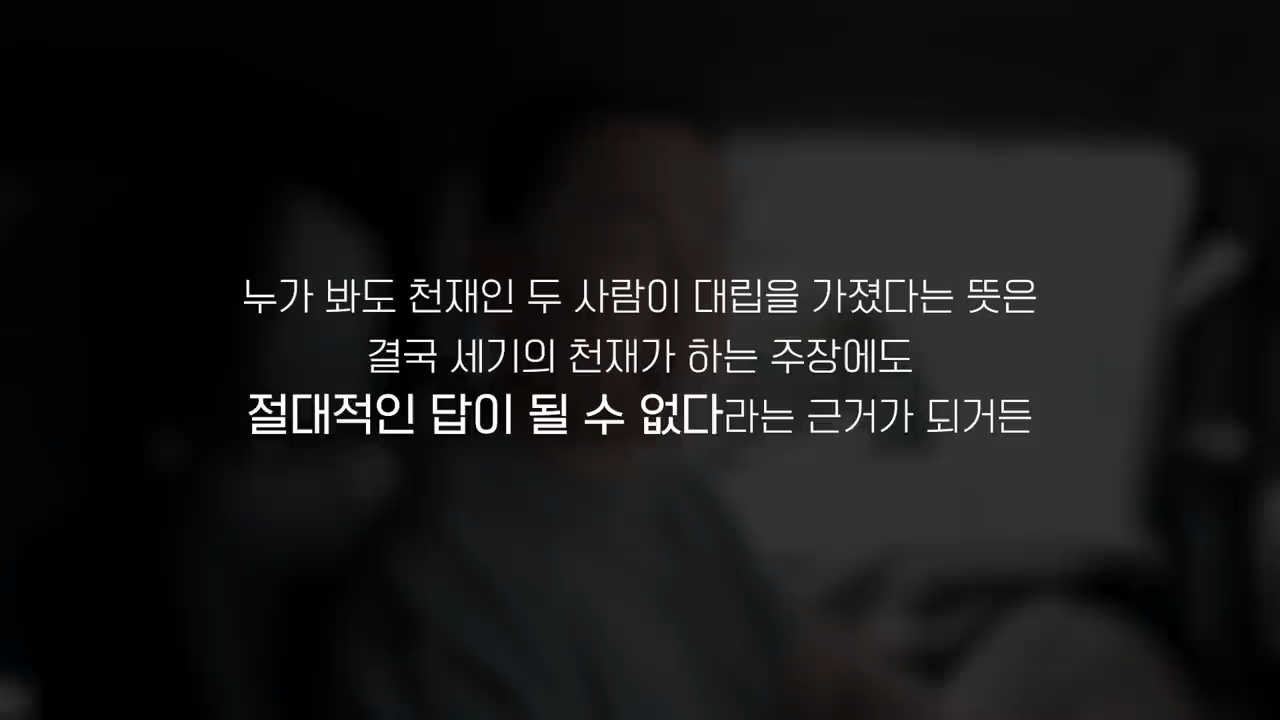 누가 봐도 천재인 두 사람이 대립을 가졌다는 뜻은
결국 세기의 천재가 하는 주장에도
절대적인 답이 될 수 없다라는 근거가 되거든